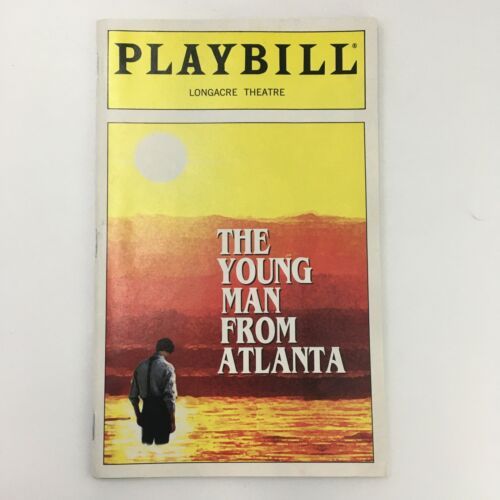 PLAYBILL®
LONGACRE THEATRE
THE
YOUNG
MAN
FROM
ATLANTA